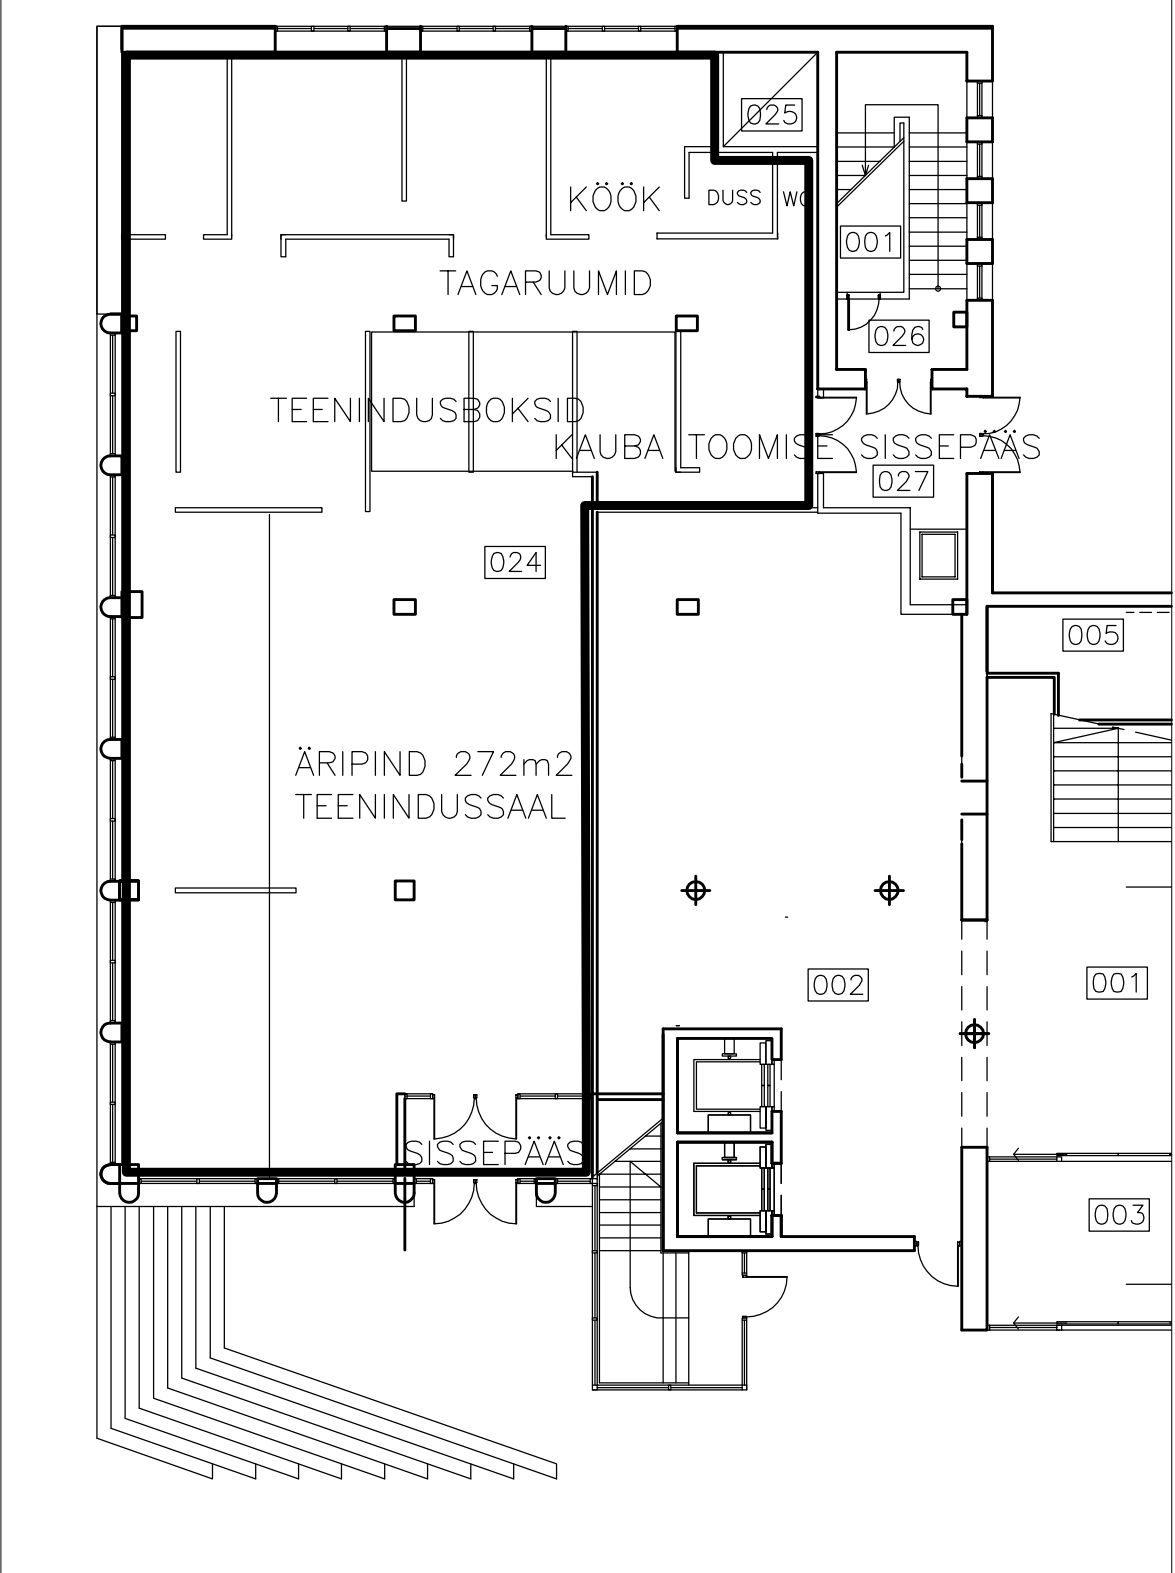 025
KÖÖK
DUSS WC
001
TAGARUUMID
026
TEENINDUSBOKSID
KAUBA TOOMISE SISSEPÄÄS
027
024
005
ÄRIPIND 272m2
TEENINDUSSAAL
002
001
SISSEPÄÄS
003